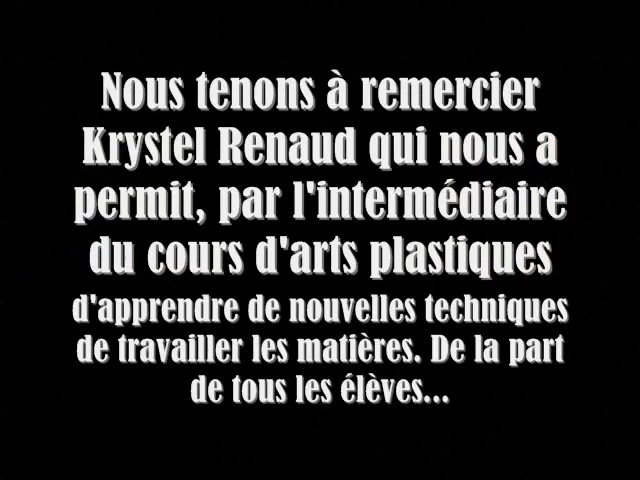 Nous tenons à remercier
Krystel Renaud qui nous a
permit, par l'intermédiaire
du cours d'arts plastiques
d'apprendre de nouvelles techniques
de travailler les matières. De la part
de tous les élèves...